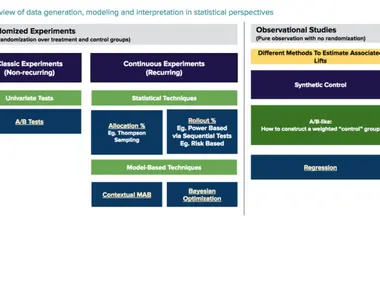 view of data generation, modeling and interpretation in statistical perspectives
domized Experiments
randomization over treatment and control groups)
Observational Studies
(Pure observation with no randomization)
Classic Experiments
(Non-recurring)
Continuous Experiments
(Recurring)
Different Methods To Estimate Associated
Lifts
Univariate Tests
Statistical Techniques
Synthetic Control
A/B Tests
Allocation %
Eg. Thompson
Sampling
Rollout %
Eg. Power Based
via Sequential Tests
Eg. Risk Based
A/B-like:
How to construct a weighted "control" group
Model-Based Techniques
Regression
Contextual MAB
Bayesian
Optimization